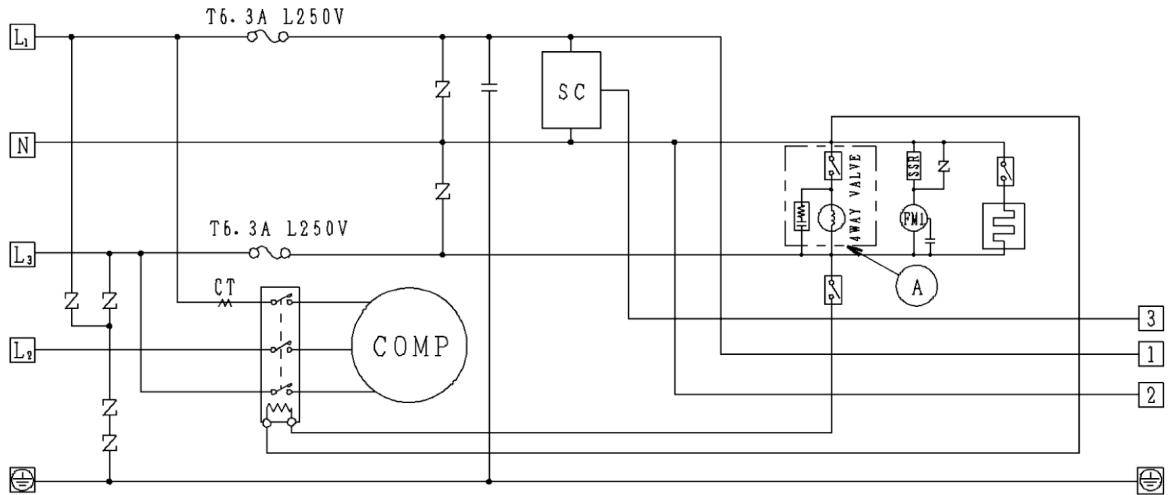 T6.3A L250V
L₁
SC
N
4WAY VALVE
SSR
FM1
T6.3A L250V
L₃
CT
A
3
COMP
L₂
1
2